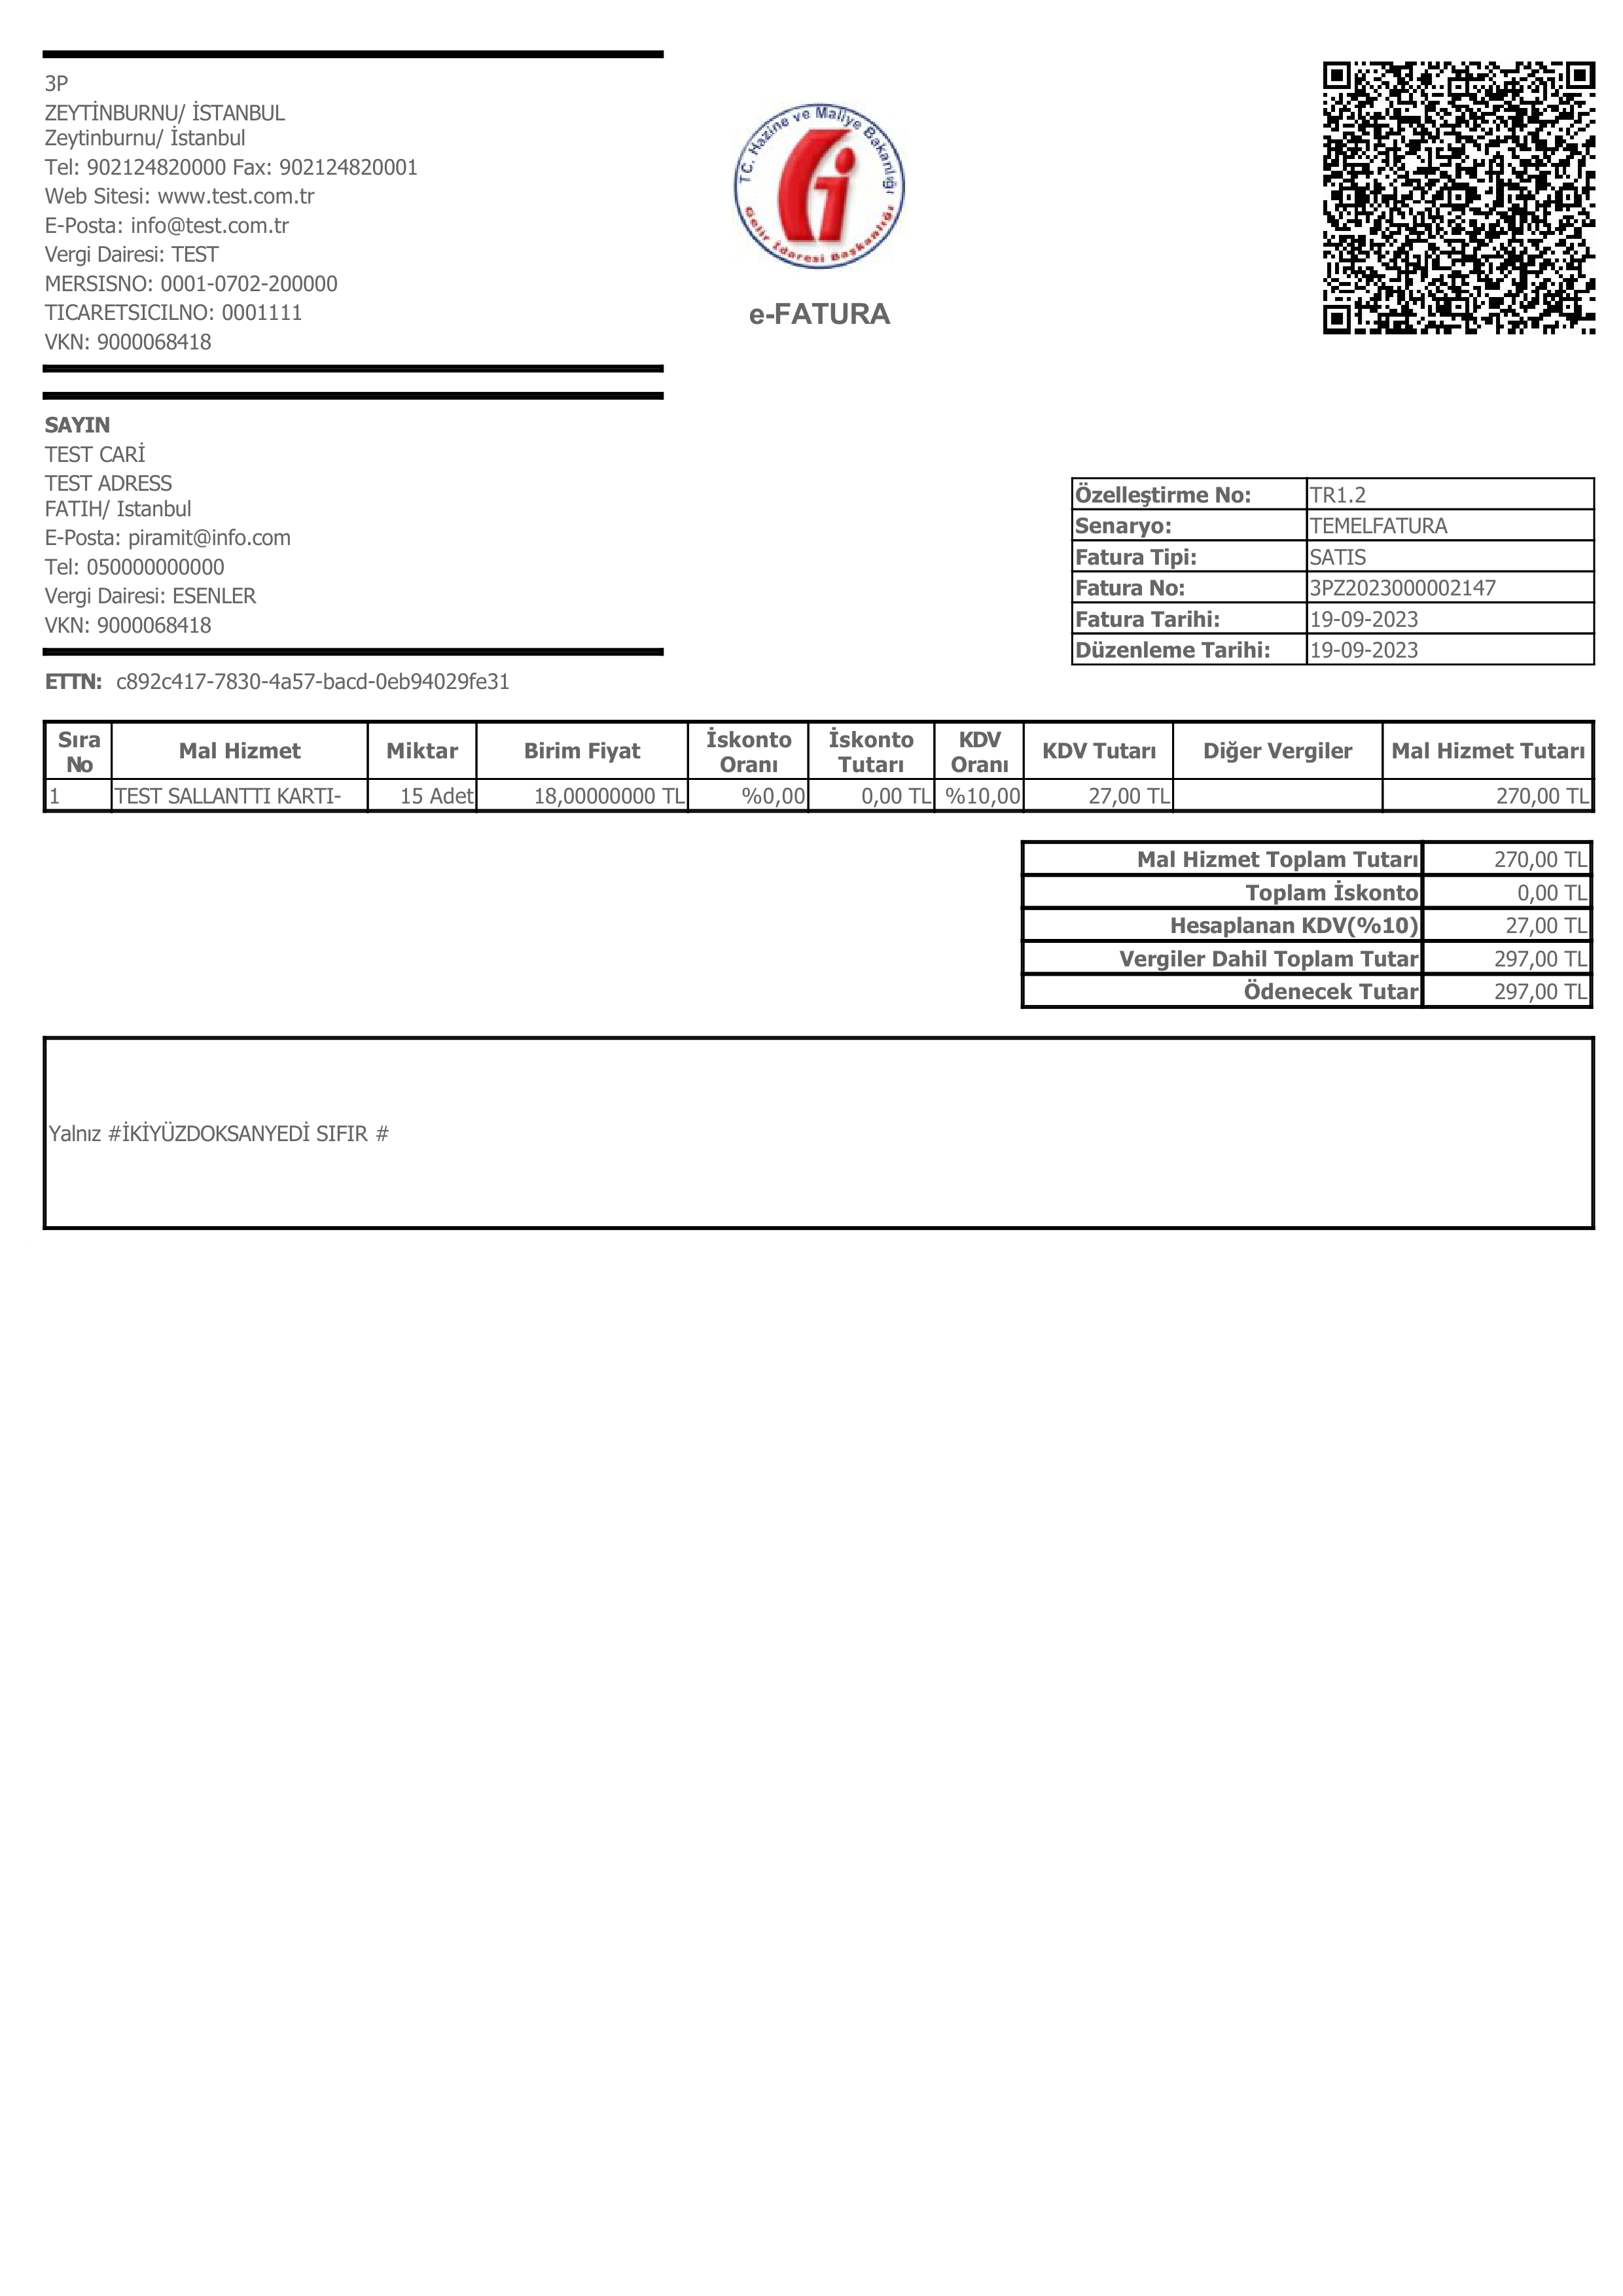 3P
ZEYTİNBURNU/ İSTANBUL
Zeytinburnu/ İstanbul
Tel: 902124820000 Fax: 902124820001
Web Sitesi: www.test.com.tr
E-Posta: info@test.com.tr
Vergi Dairesi: TEST
MERSISNO: 0001-0702-200000
TICARETSICILNO: 0001111
VKN: 9000068418
TC. Hazine ve Maliye Bakanlığı
Gelir İdaresi Başkanlığı
e-FATURA
SAYIN
TEST CARİ
TEST ADRESS
FATIH/ Istanbul
E-Posta: piramit@info.com
Tel: 050000000000
Vergi Dairesi: ESENLER
VKN: 9000068418
Özelleştirme No: TR1.2
Senaryo: TEMELFATURA
Fatura Tipi: SATIS
Fatura No: 3PZ2023000002147
Fatura Tarihi: 19-09-2023
Düzenleme Tarihi: 19-09-2023
ETTN: c892c417-7830-4a57-bacd-0eb94029fe31
Sıra No Mal Hizmet Miktar Birim Fiyat İskonto Oranı İskonto Tutarı KDV Oranı KDV Tutarı Diğer Vergiler Mal Hizmet Tutarı
1 TEST SALLANTTI KARTI- 15 Adet 18,00000000 TL %0,00 0,00 TL %10,00 27,00 TL 270,00 TL
Mal Hizmet Toplam Tutarı 270,00 TL
Toplam İskonto 0,00 TL
Hesaplanan KDV(%10) 27,00 TL
Vergiler Dahil Toplam Tutar 297,00 TL
Ödenecek Tutar 297,00 TL
Yalnız #İKİYÜZDOKSANYEDİ SIFIR #